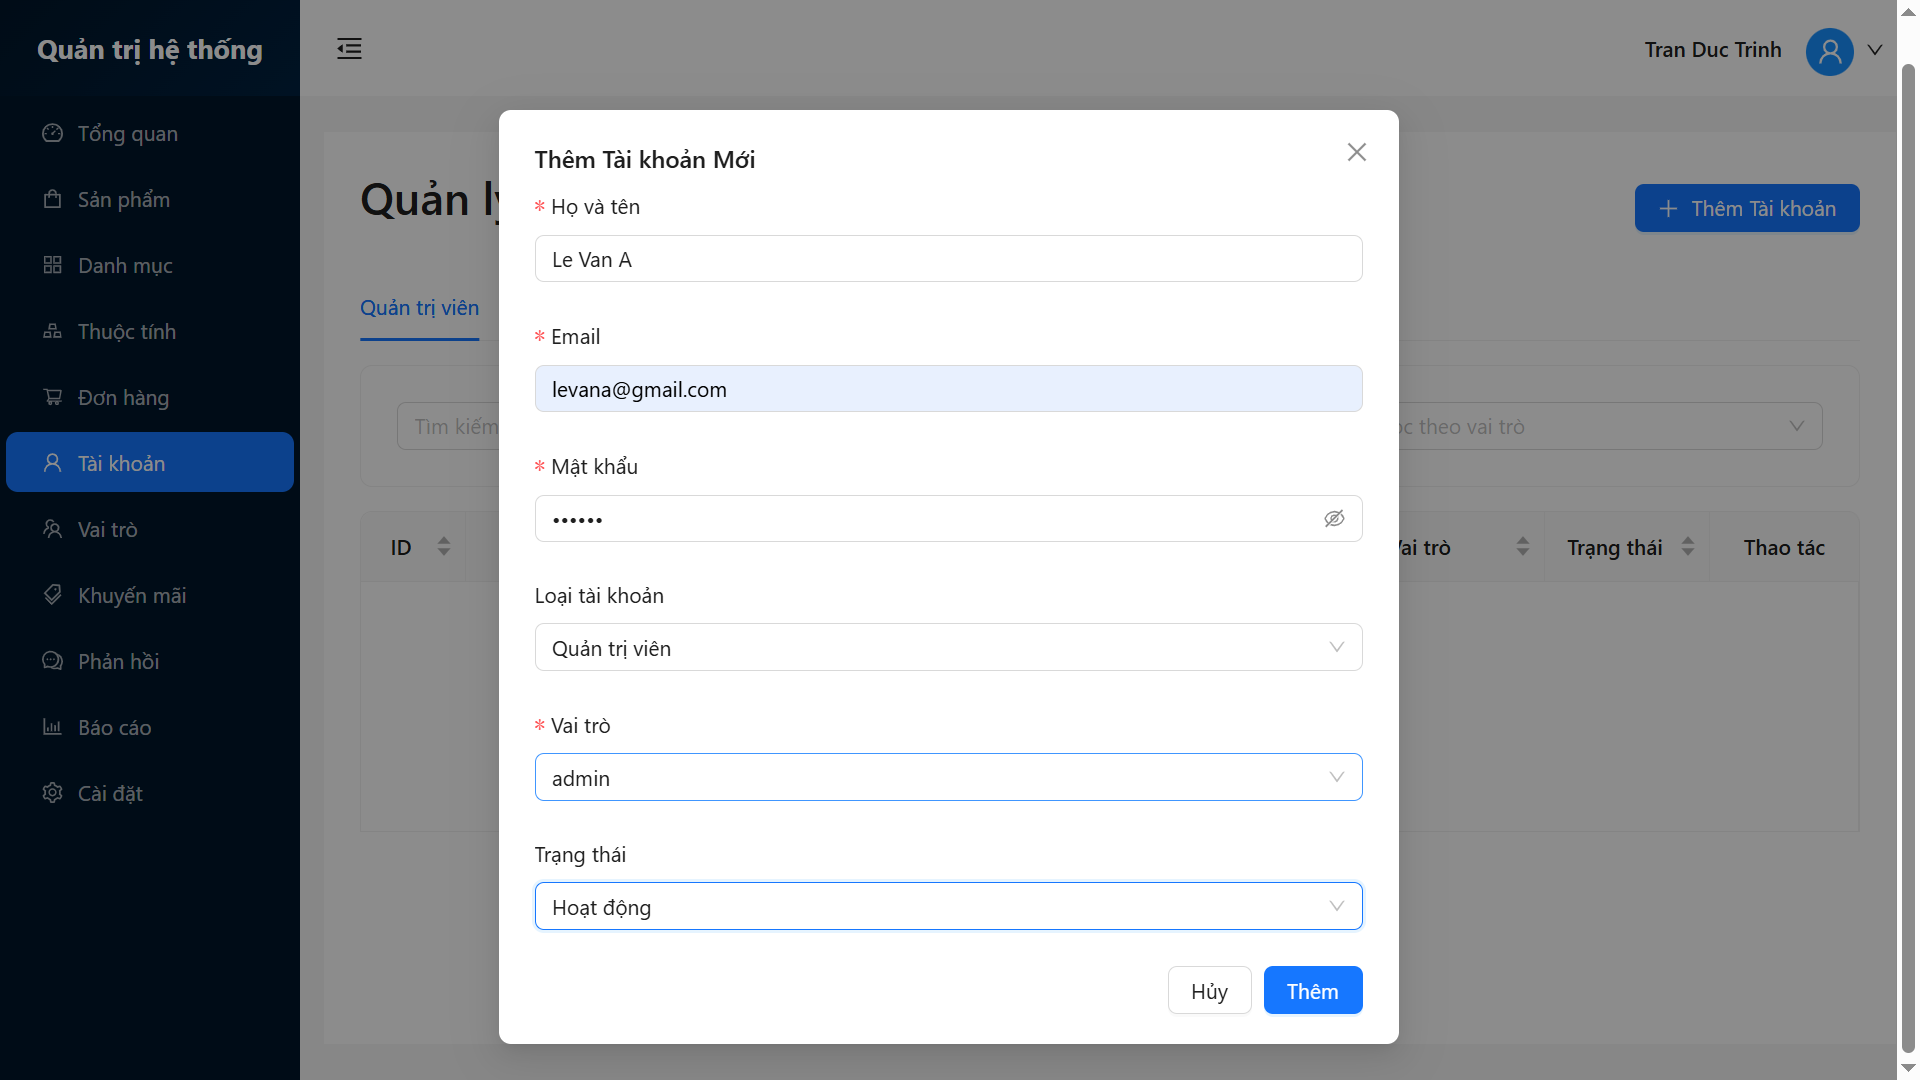 Quản trị hệ thống
Tran Duc Trinh
Tổng quan
Sản phẩm
Danh mục
Thuộc tính
Đơn hàng
Tài khoản
Vai trò
Khuyến mãi
Phản hồi
Báo cáo
Cài đặt
Quản lý
Thêm Tài khoản
Quản trị viên
Tìm kiếm
theo vai trò
ID
Vai trò
Trạng thái
Thao tác
Thêm Tài khoản Mới
* Họ và tên
Le Van A
* Email
levana@gmail.com
* Mật khẩu
••••••
Loại tài khoản
Quản trị viên
* Vai trò
admin
Trạng thái
Hoạt động
Hủy
Thêm